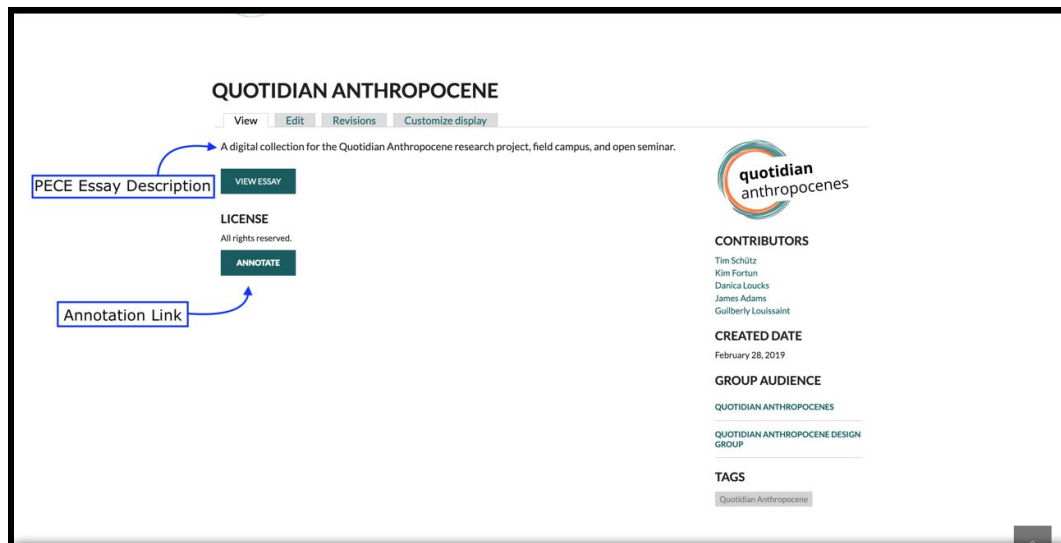 QUOTIDIAN ANTHROPOCENE
View Edit Revisions Customize display
A digital collection for the Quotidian Anthropocene research project, field campus, and open seminar.
PECE Essay Description
VIEW ESSAY
LICENSE
All rights reserved.
ANNOTATE
Annotation Link
quotidian
anthropocenes
CONTRIBUTORS
Tim Schütz
Kim Fortun
Danica Loucks
James Adams
Guilberly Louissaint
CREATED DATE
February 28, 2019
GROUP AUDIENCE
QUOTIDIAN ANTHROPOCENES
QUOTIDIAN ANTHROPOCENE DESIGN
GROUP
TAGS
Quotidian Anthropocene